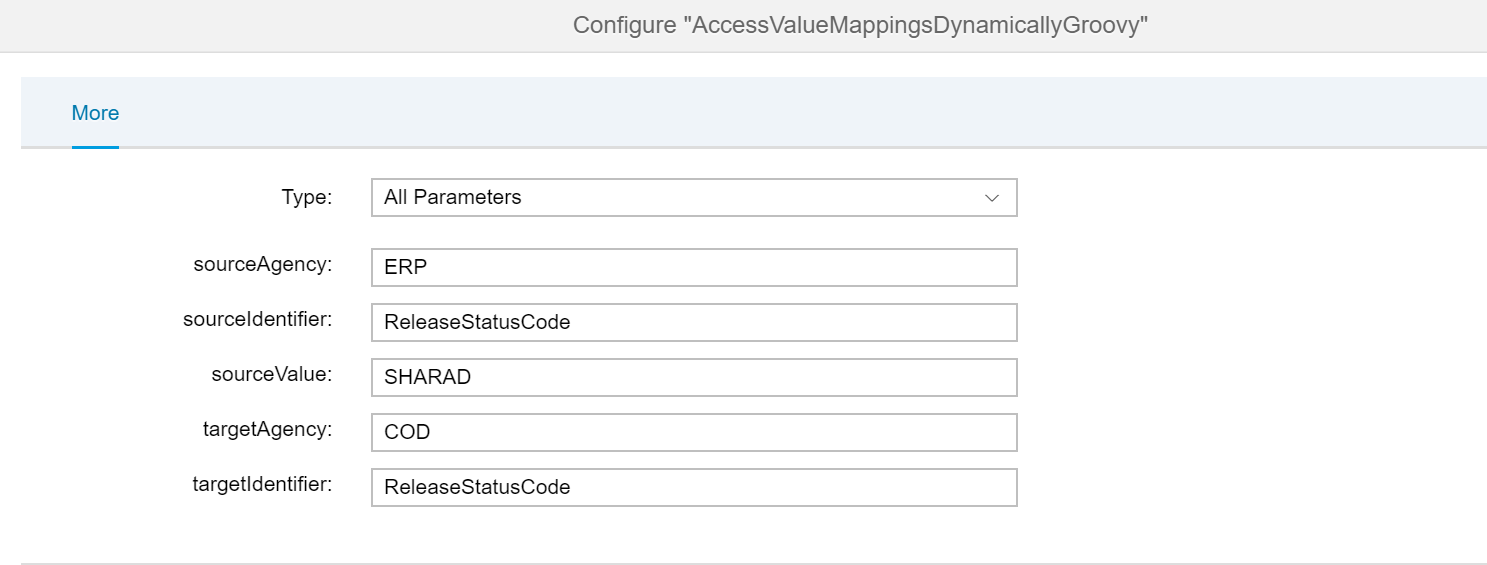 Configure "AccessValueMappingsDynamicallyGroovy"
More
Type: All Parameters
sourceAgency: ERP
sourceIdentifier: ReleaseStatusCode
sourceValue: SHARAD
targetAgency: COD
targetIdentifier: ReleaseStatusCode